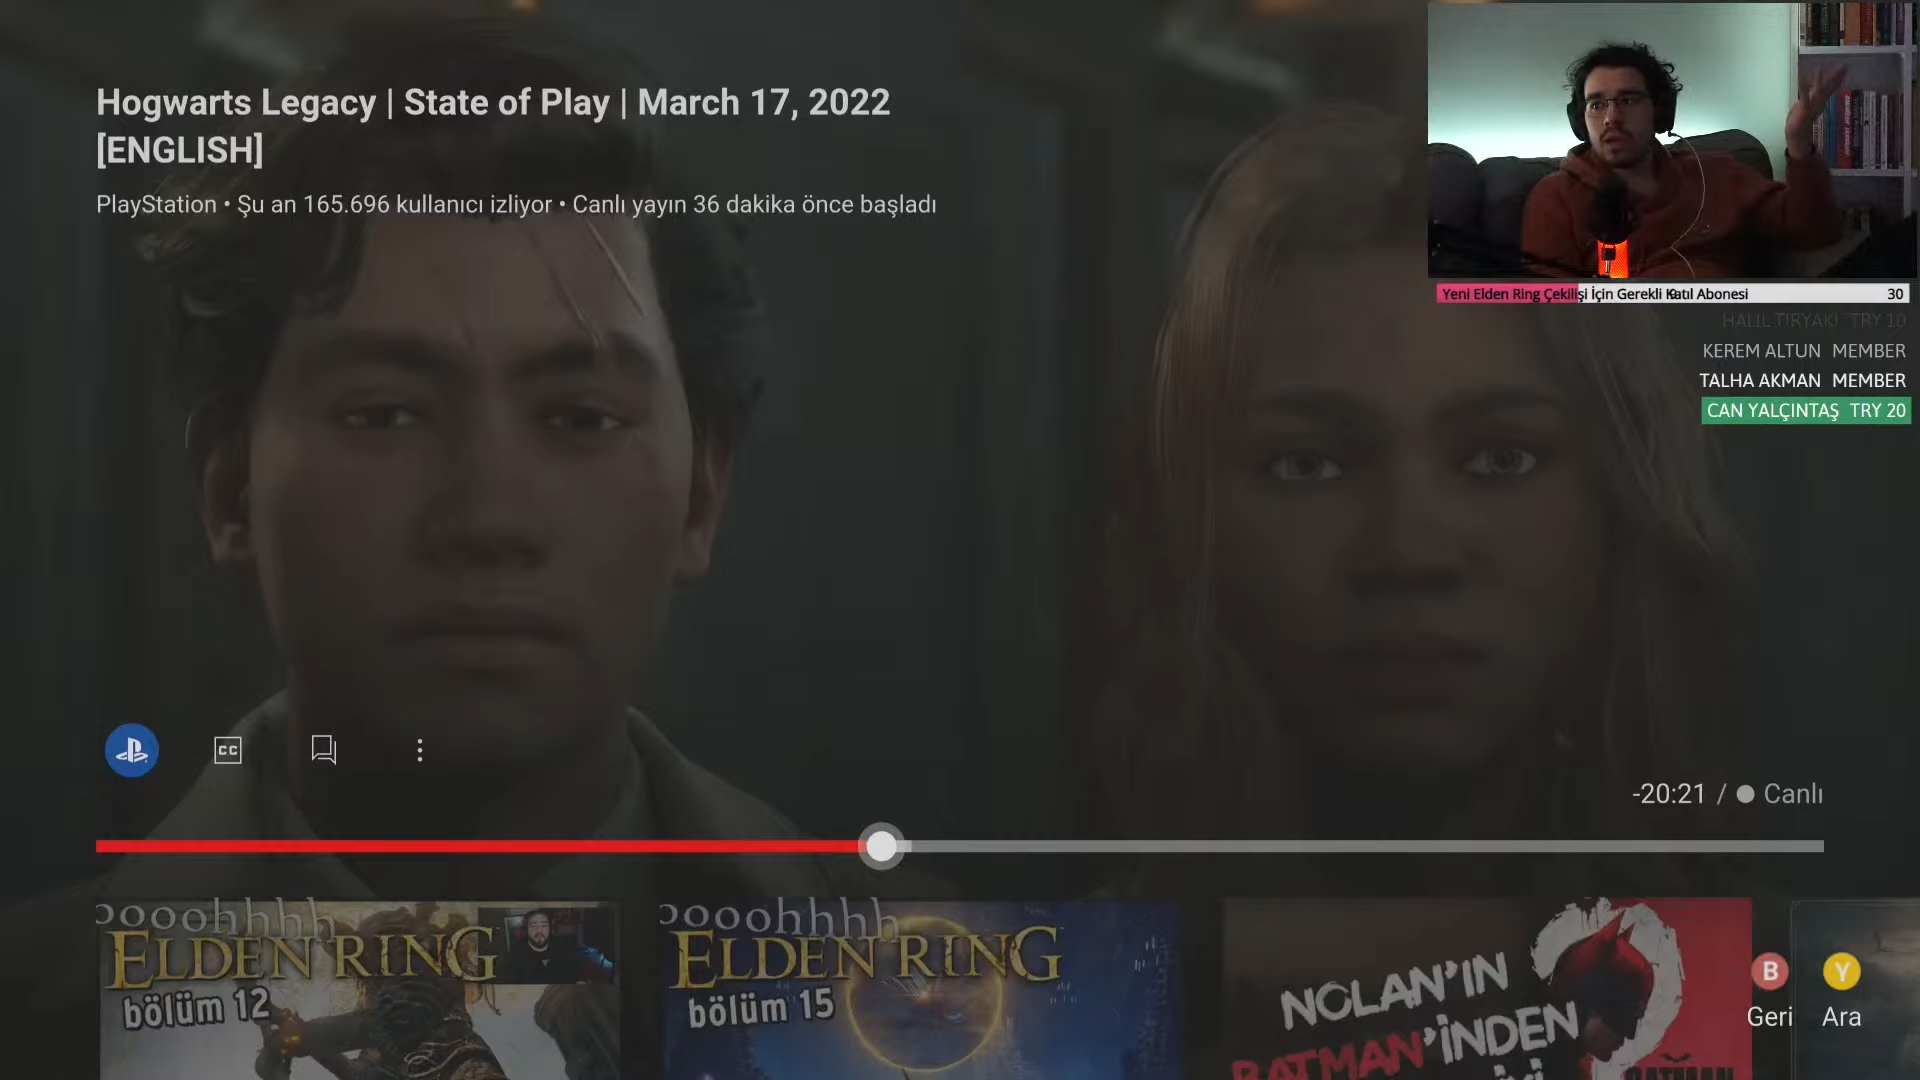 Hogwarts Legacy | State of Play | March 17, 2022
[ENGLISH]
PlayStation • Şu an 165.696 kullanıcı izliyor • Canlı yayın 36 dakika önce başladı
Yeni Elden Ring Çekilişi İçin Gerekli Katıl Abonesi 30
HALIL TIRYAKI TRY 10
KEREM ALTUN MEMBER
TALHA AKMAN MEMBER
CAN YALÇINTAŞ TRY 20
CC
-20:21 / Canlı
oooohhhh
ELDEN RING
bölüm 12
oooohhhh
ELDEN RING
bölüm 15
NOLAN'IN
BATMAN'İNDEN
BATMAN
B
Geri
Y
Ara